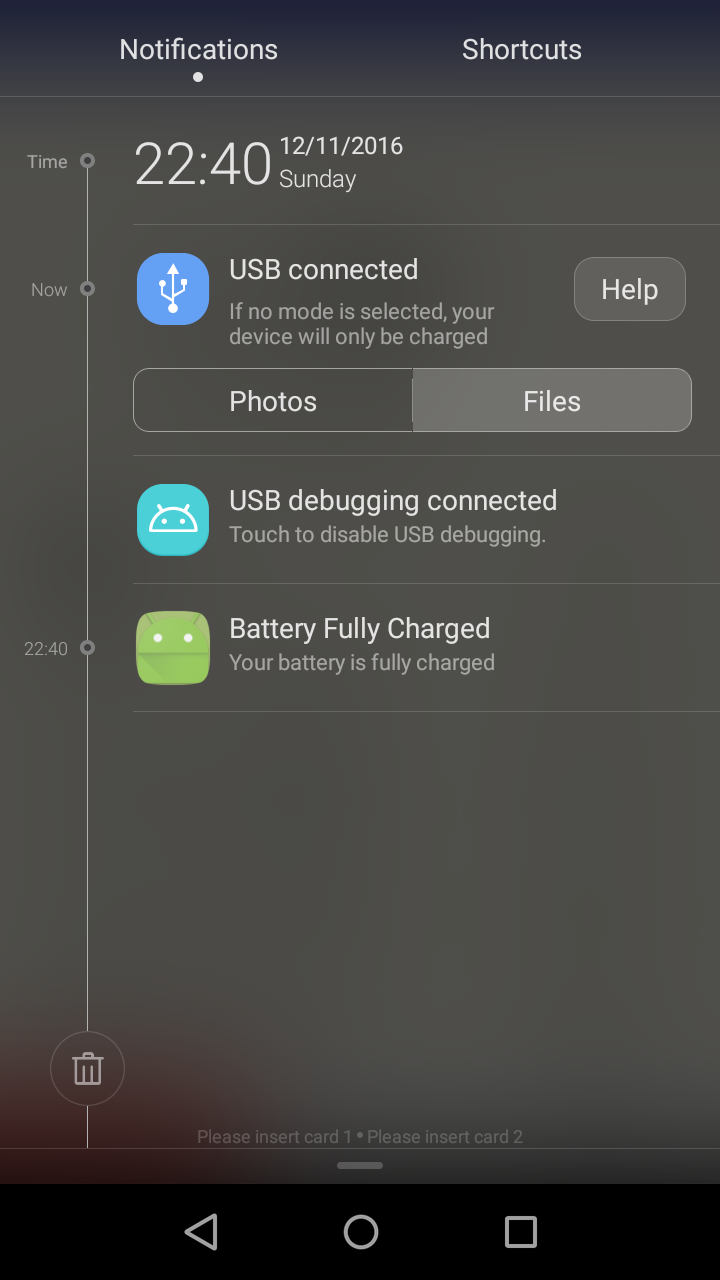 Notifications
Shortcuts
Time
22:40
12/11/2016
Sunday
Now
USB connected
If no mode is selected, your
device will only be charged
Help
Photos
Files
USB debugging connected
Touch to disable USB debugging.
22:40
Battery Fully Charged
Your battery is fully charged
Please insert card 1 • Please insert card 2